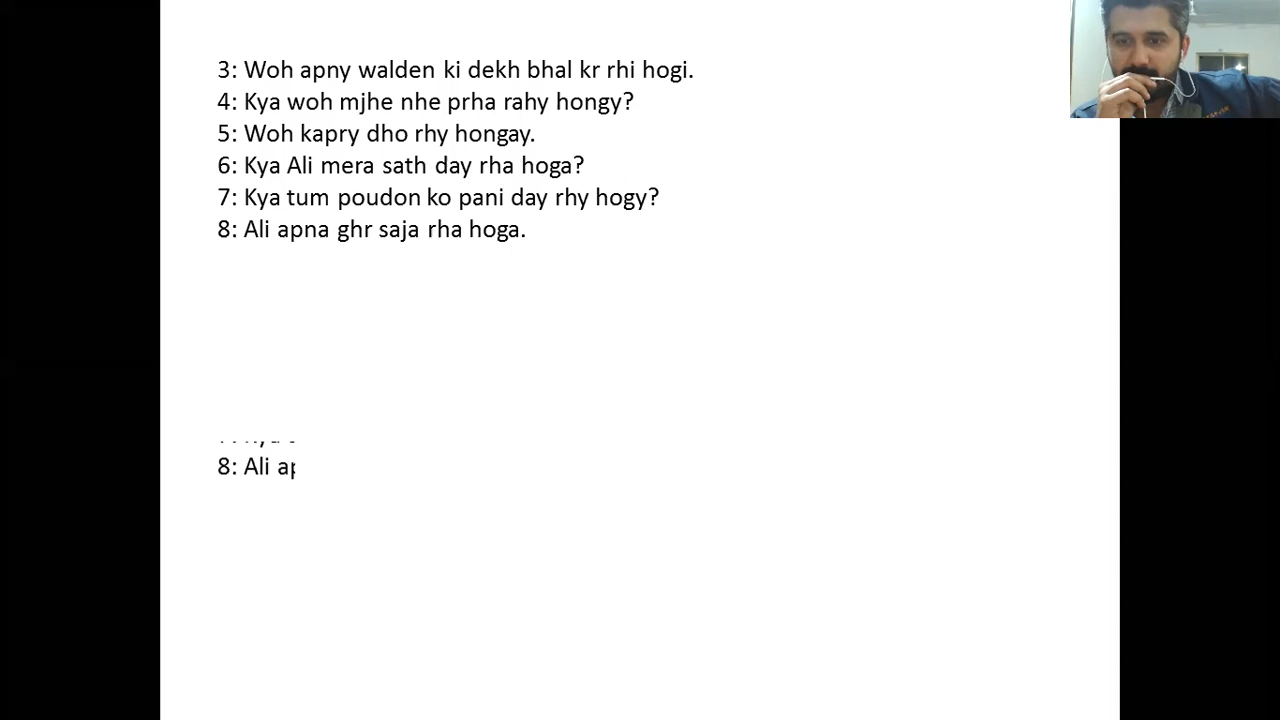 3: Woh apny walden ki dekh bhal kr rhi hogi.
4: Kya woh mjhe nhe prha rahy hongy?
5: Woh kapry dho rhy hongay.
6: Kya Ali mera sath day rha hoga?
7: Kya tum poudon ko pani day rhy hogy?
8: Ali apna ghr saja rha hoga.
8: Ali ap